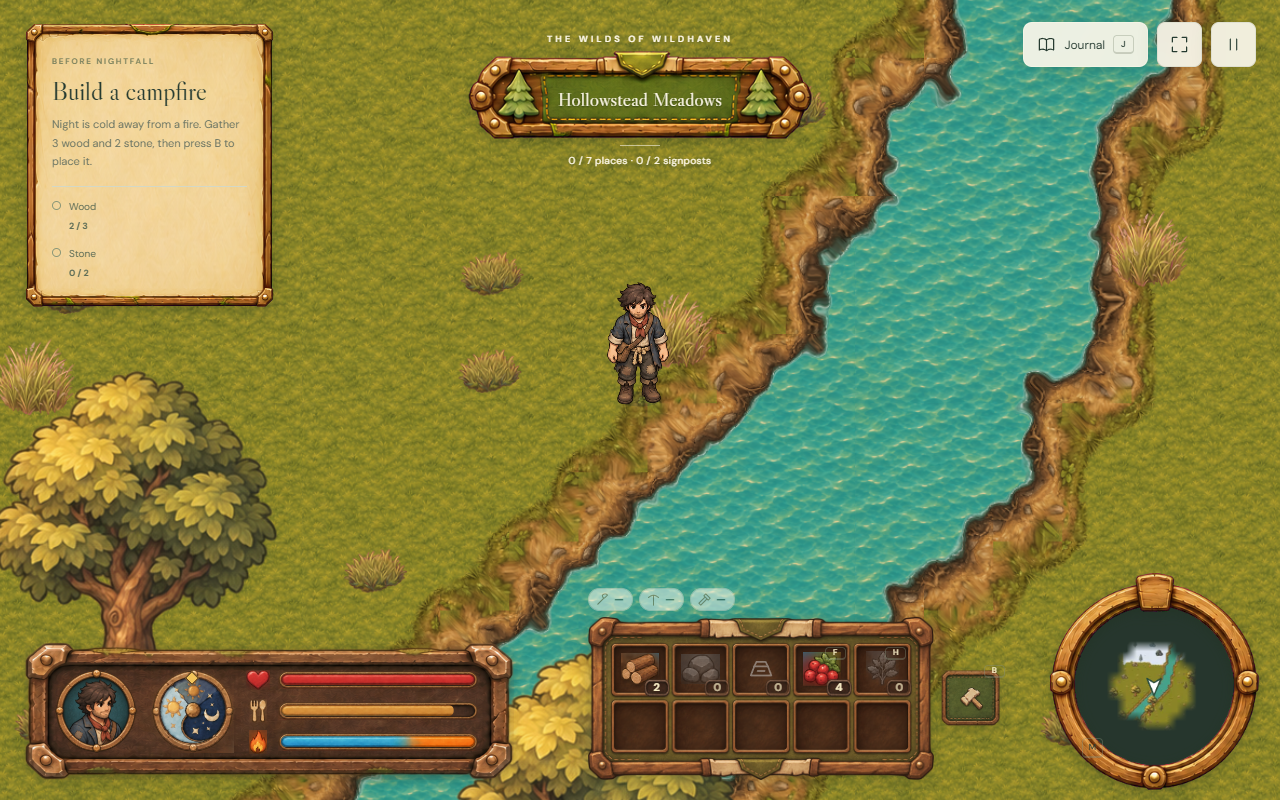 BEFORE NIGHTFALL
Build a campfire
Night is cold away from a fire. Gather
3 wood and 2 stone, then press B to
place it.
Wood
2 / 3
Stone
0 / 2
THE WILDS OF WILDHAVEN
Hollowstead Meadows
0 / 7 places · 0 / 2 signposts
Journal J
F H
2 0 0 4 0
B